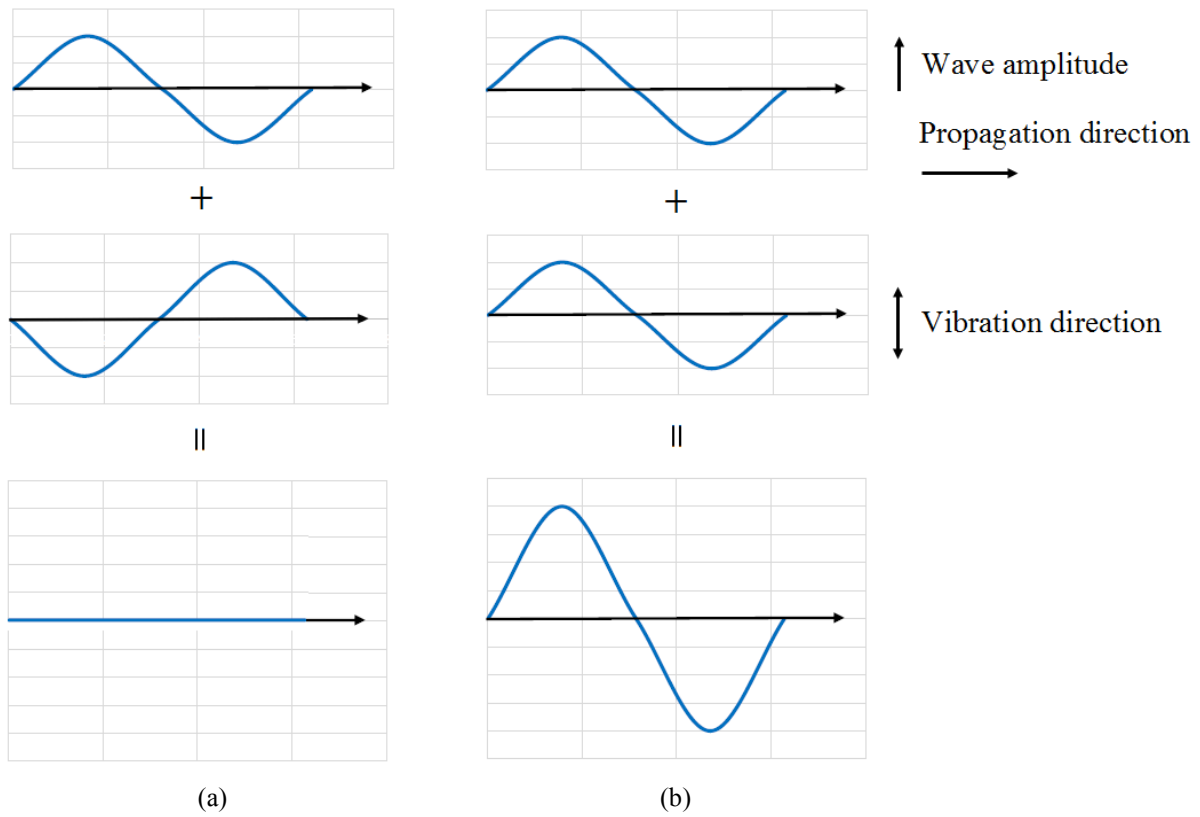 Wave amplitude
Propagation direction
+
+
Vibration direction
=
=
(a)
(b)